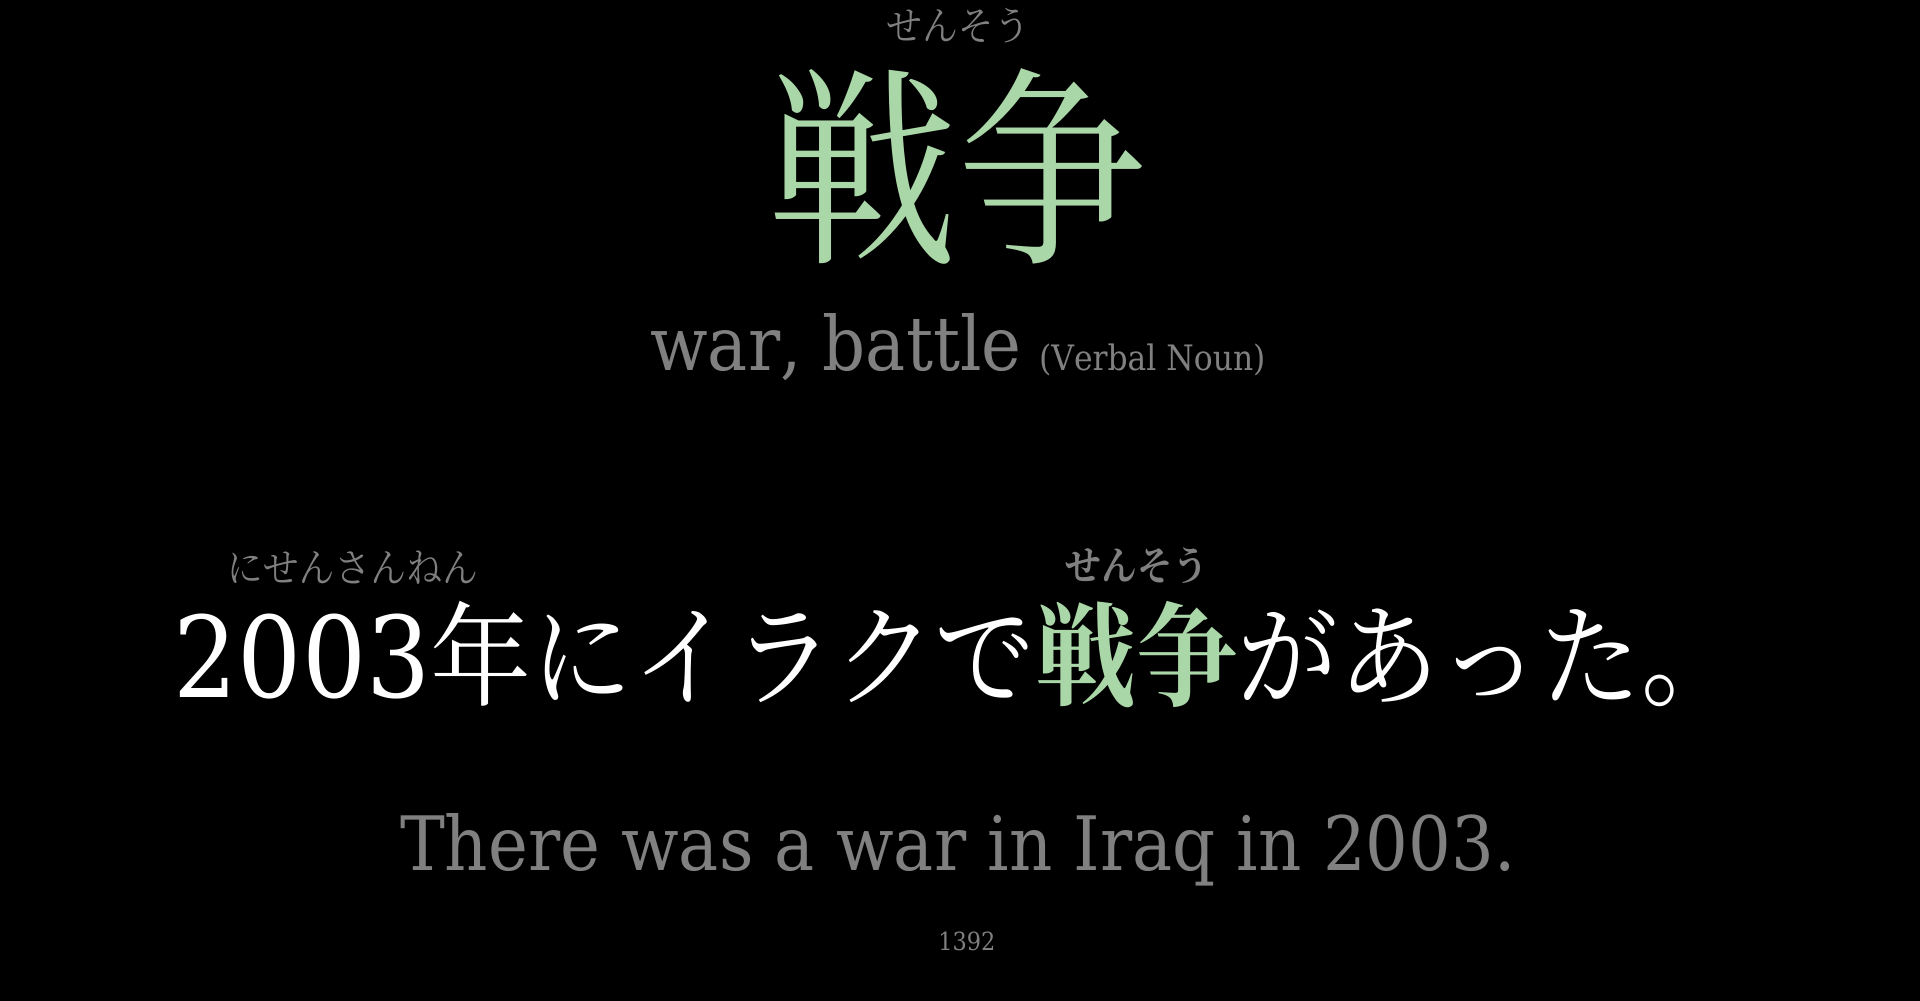 せんそう
戦争
war, battle (Verbal Noun)
にせんさんねん せんそう
2003年にイラクで戦争があった。
There was a war in Iraq in 2003.
1392